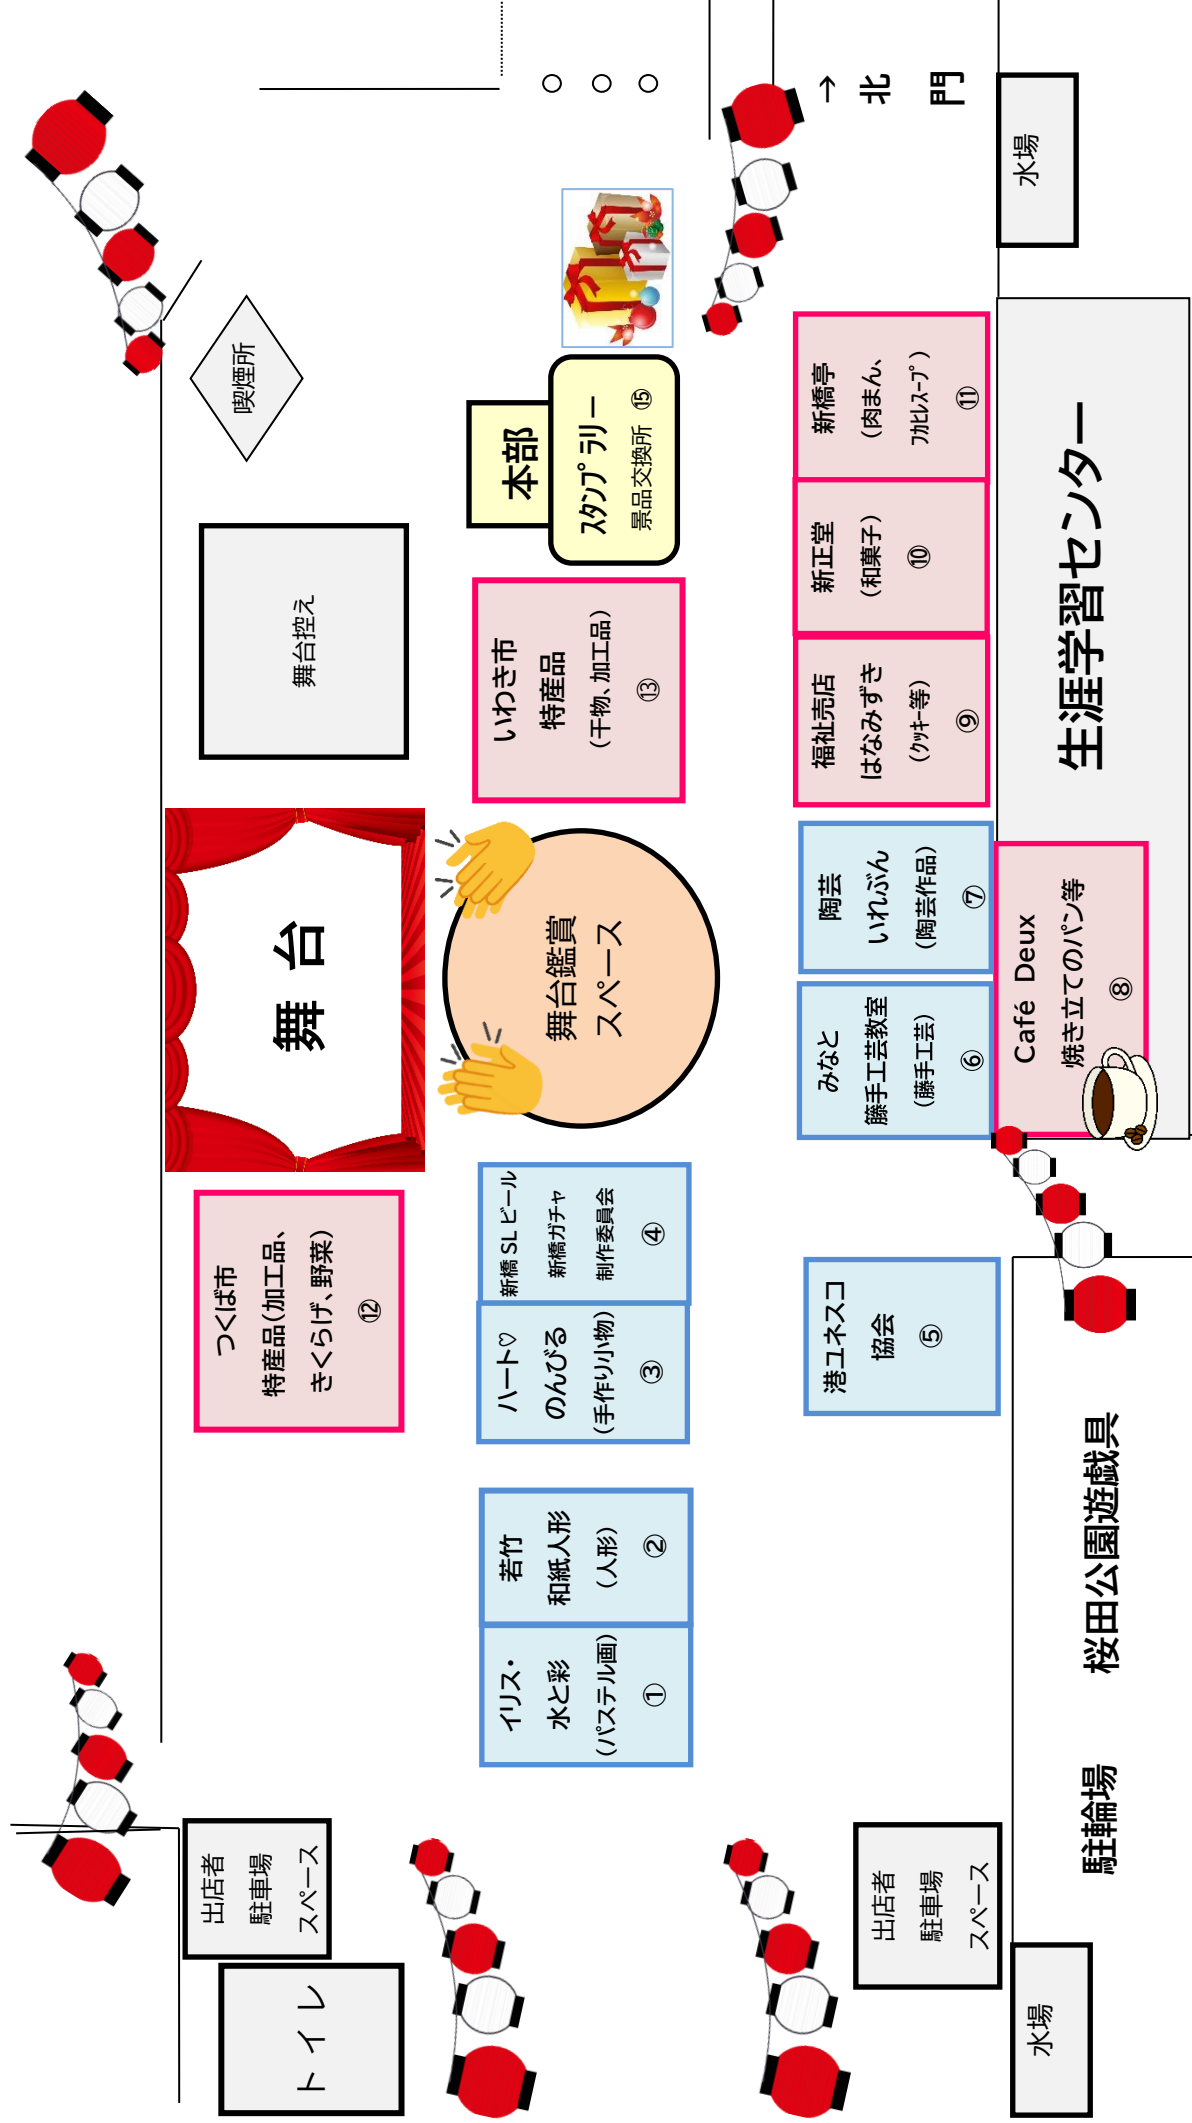 トイレ
出店者
駐車場
スペース
つくば市
特産品（加工品、
きくらげ、野菜）
⑫
舞台
舞台控え
喫煙所
イリス・
水と彩
（パステル画）
①
若竹
和紙人形
（人形）
②
ハート♡
のんびる
（手作り小物）
③
新橋 SL ビール
新橋ガチャ
制作委員会
④
舞台鑑賞
スペース
いわき市
特産品
（干物、加工品）
⑬
本部
ｽﾀﾝﾌﾟ ﾗﾘｰ
景品交換所 ⑮
出店者
駐車場
スペース
港ユネスコ
協会
⑤
みなと
籐手工芸教室
（籐手工芸）
⑥
陶芸
いれぶん
（陶芸作品）
⑦
福祉売店
はなみずき
（ｸｯｷｰ等）
⑨
新正堂
（和菓子）
⑩
新橋亭
（肉まん、
ﾌｶﾋﾚｽｰﾌﾟ）
⑪
→
北
門
水場
駐輪場
桜田公園遊戯具
Café Deux
焼き立てのパン等
⑧
生涯学習センター
水場